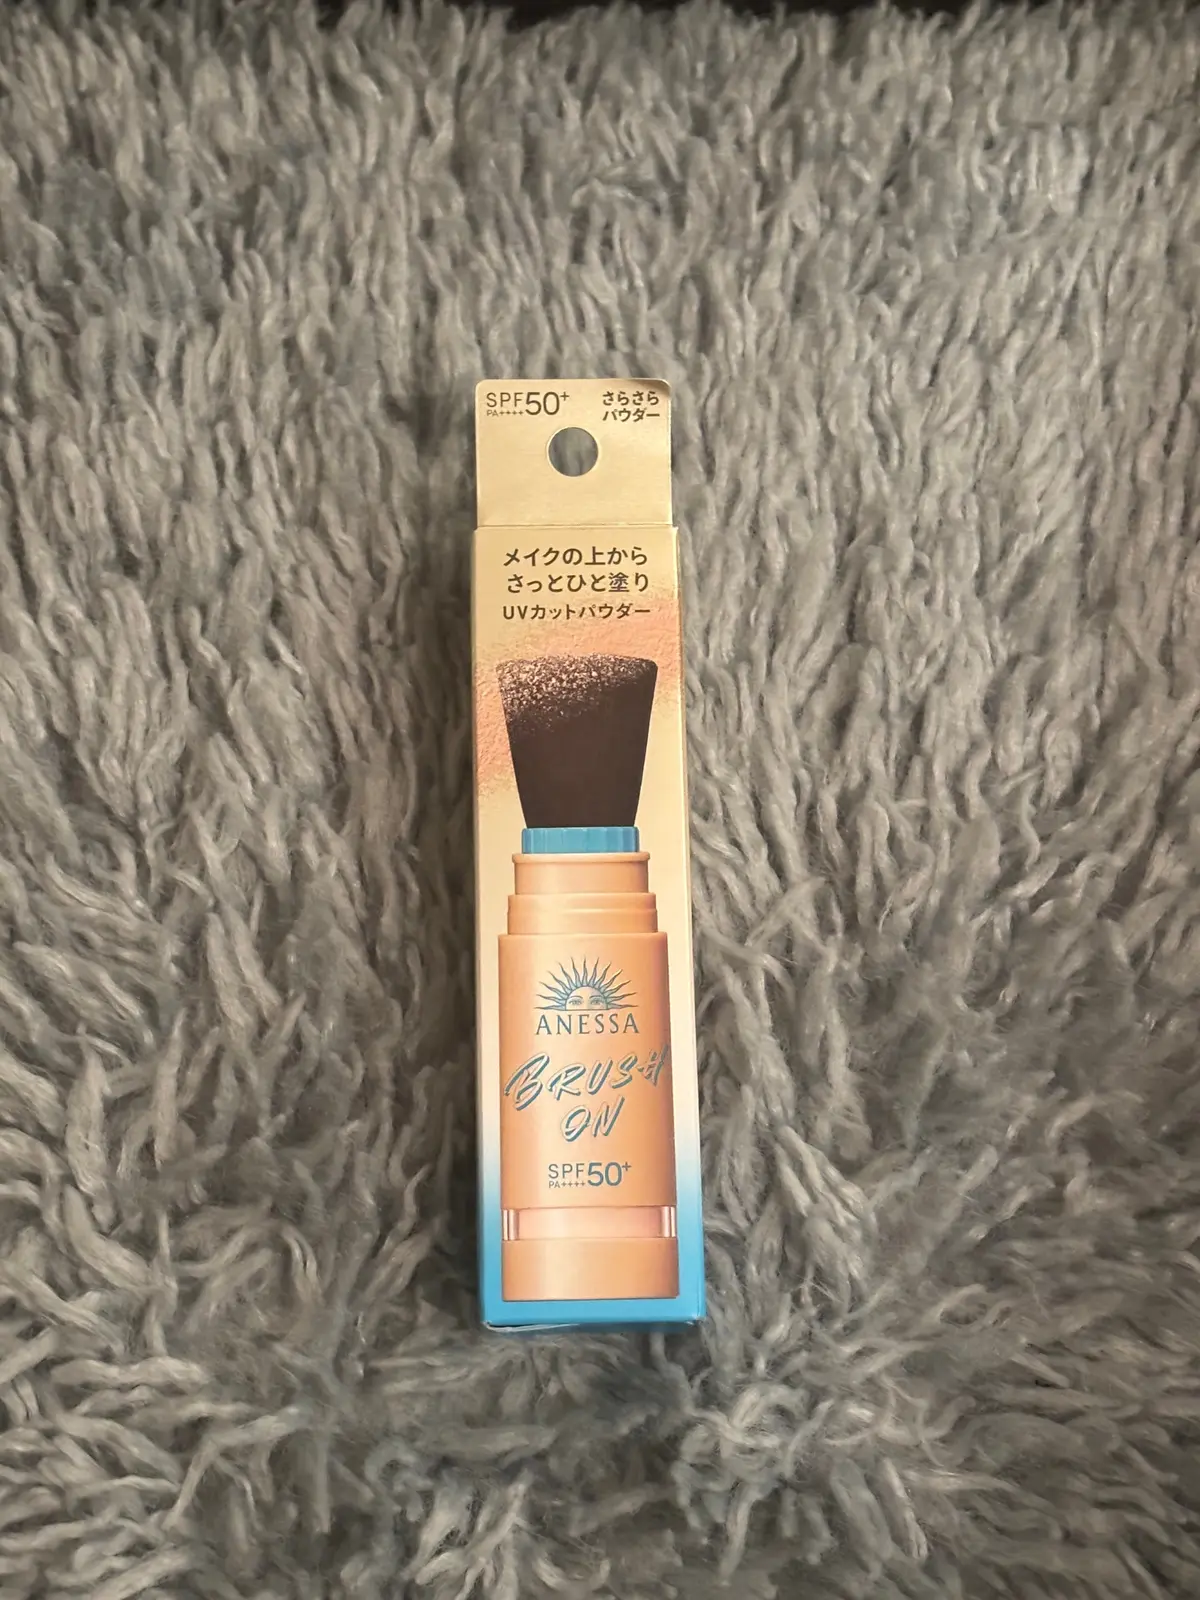 SPF50+
PA++++
さらさら
パウダー
メイクの上から
さっとひと塗り
UVカットパウダー
ANESSA
BRUSH
ON
SPF50+
PA++++